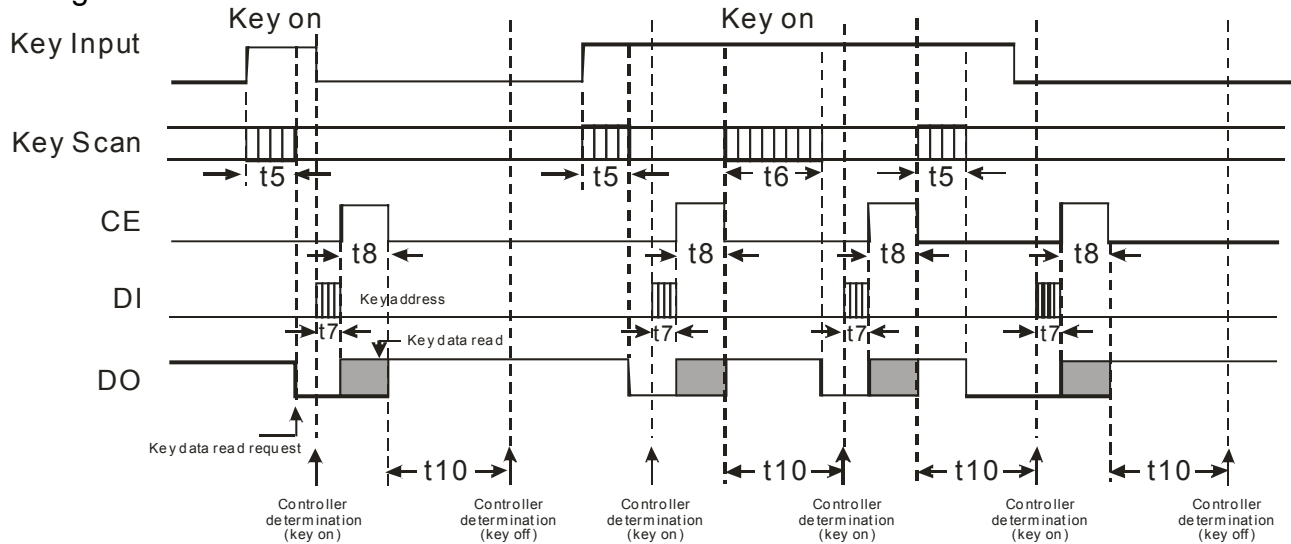 Key on Key on
Key Input
Key Scan
t5 t5 t6 t5
CE
t8 t8 t8 t8
DI
Key address
t7 t7 t7 t7
Key data read
DO
Key data read request
t10 t10 t10 t10
Controller determination (key on)
Controller determination (key off)
Controller determination (key on)
Controller determination (key on)
Controller determination (key on)
Controller determination (key off)